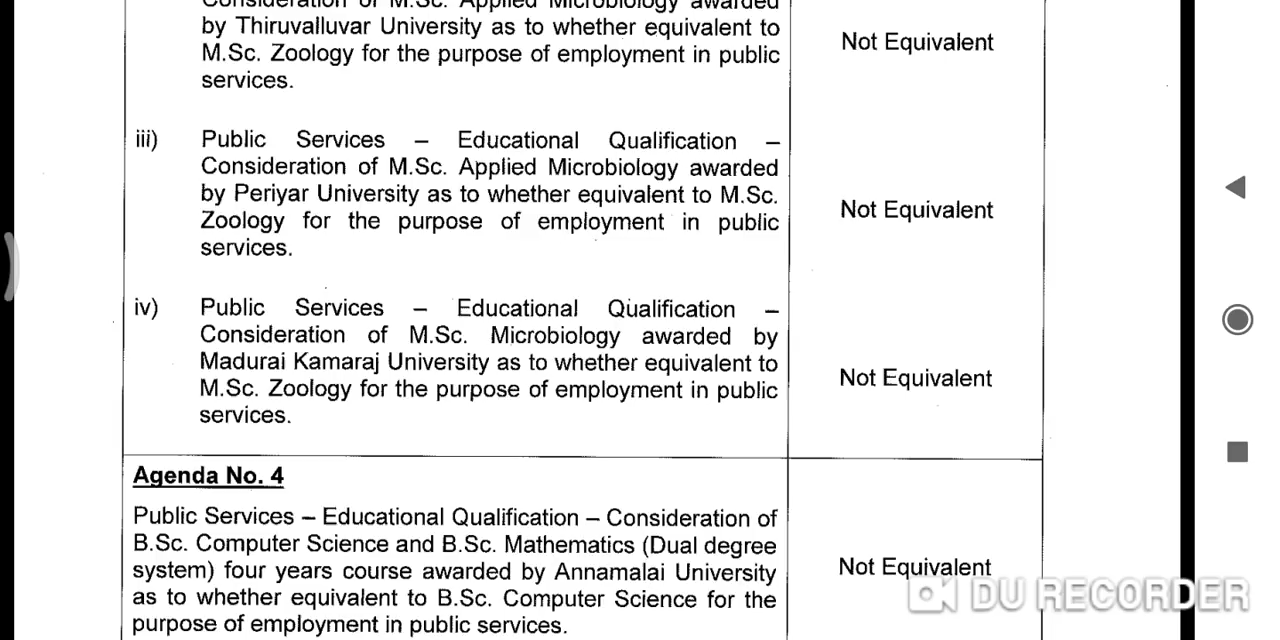 Consideration of M.Sc. Applied Microbiology awarded
by Thiruvalluvar University as to whether equivalent to
M.Sc. Zoology for the purpose of employment in public
services.
Not Equivalent
iii) Public Services – Educational Qualification –
Consideration of M.Sc. Applied Microbiology awarded
by Periyar University as to whether equivalent to M.Sc.
Zoology for the purpose of employment in public
services.
Not Equivalent
iv) Public Services – Educational Qualification –
Consideration of M.Sc. Microbiology awarded by
Madurai Kamaraj University as to whether equivalent to
M.Sc. Zoology for the purpose of employment in public
services.
Not Equivalent
Agenda No. 4
Public Services – Educational Qualification – Consideration of
B.Sc. Computer Science and B.Sc. Mathematics (Dual degree
system) four years course awarded by Annamalai University
as to whether equivalent to B.Sc. Computer Science for the
purpose of employment in public services.
Not Equivalent
DU RECORDER